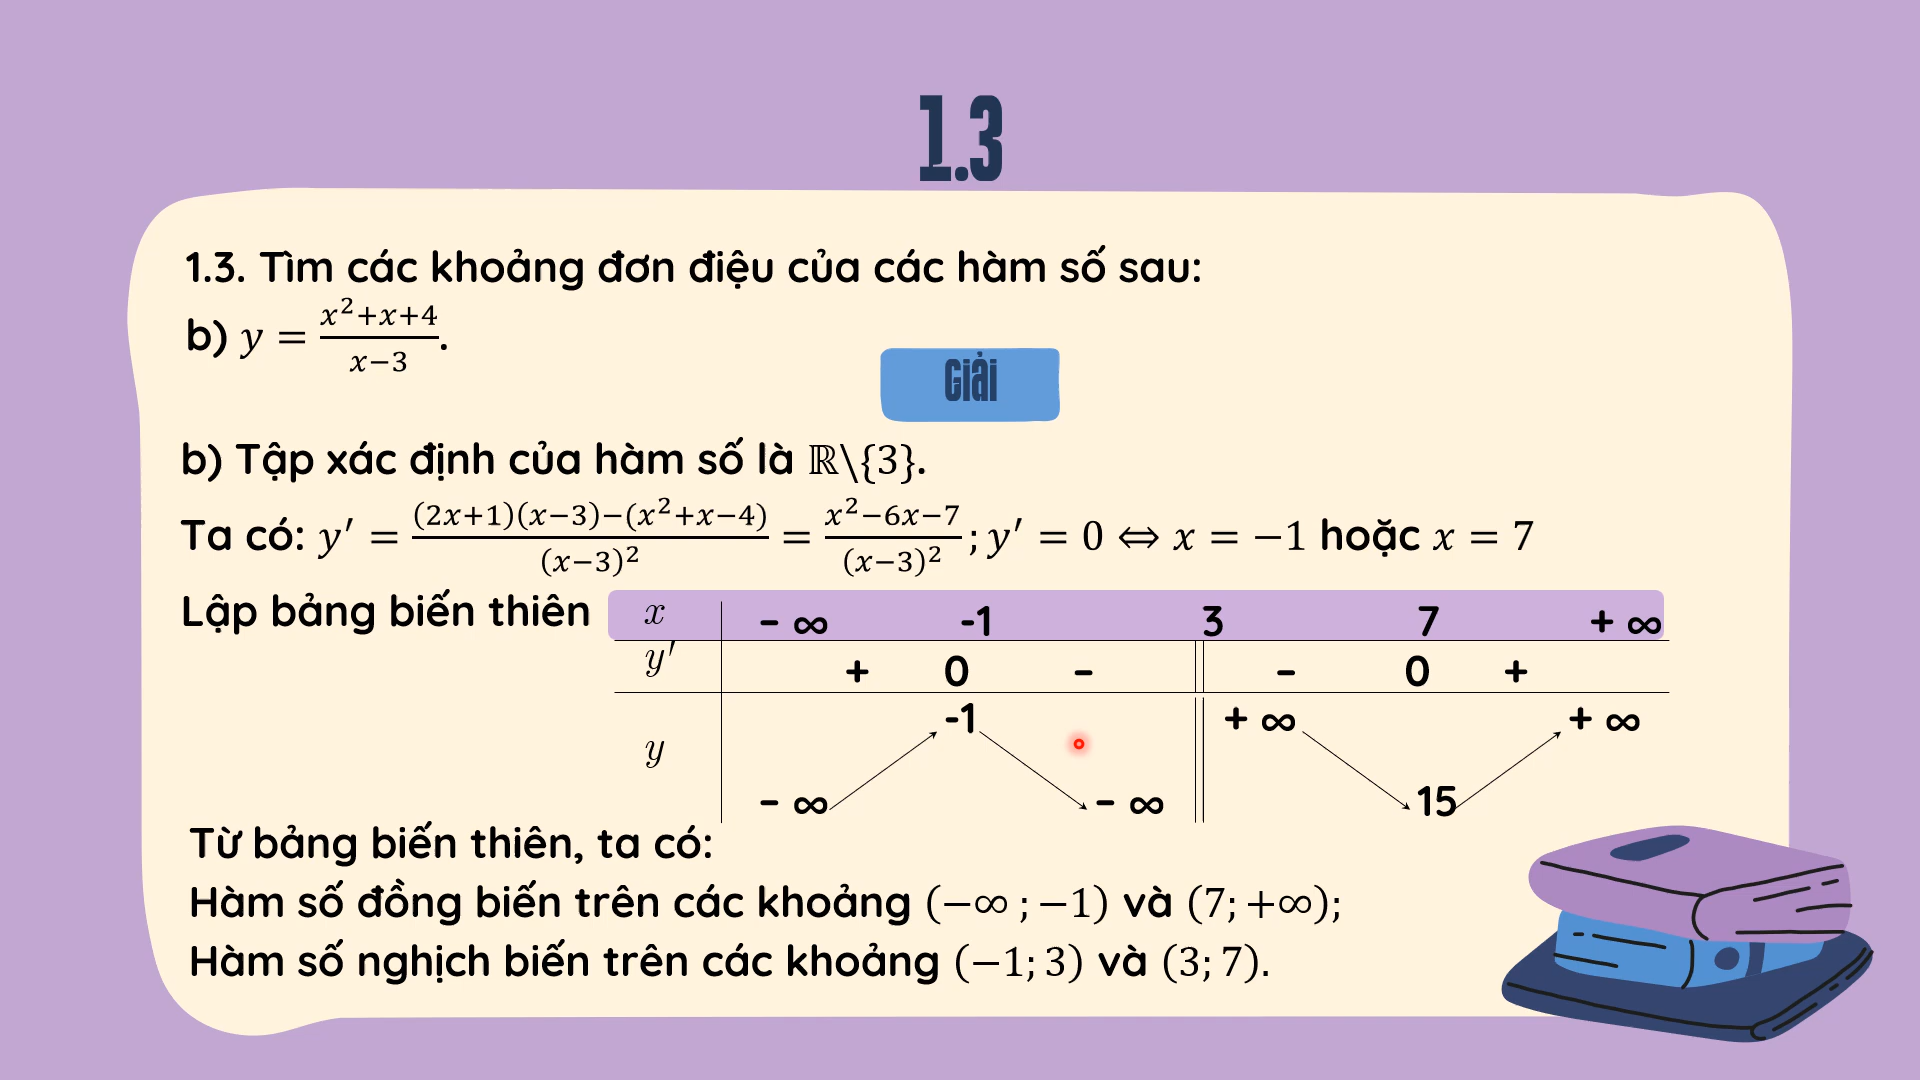 1.3
1.3. Tìm các khoảng đơn điệu của các hàm số sau:
b) y = (x²+x+4)/(x−3).
Giải
b) Tập xác định của hàm số là ℝ\{3}.
Ta có: y′ = ((2x+1)(x−3)−(x²+x−4))/(x−3)² = (x²−6x−7)/(x−3)² ; y′ = 0 ⇔ x = −1 hoặc x = 7
Lập bảng biến thiên
x − ∞ -1 3 7 + ∞
y′ + 0 − − 0 +
-1 + ∞ + ∞
y
− ∞ − ∞ 15
Từ bảng biến thiên, ta có:
Hàm số đồng biến trên các khoảng (−∞ ; −1) và (7; +∞);
Hàm số nghịch biến trên các khoảng (−1; 3) và (3; 7).